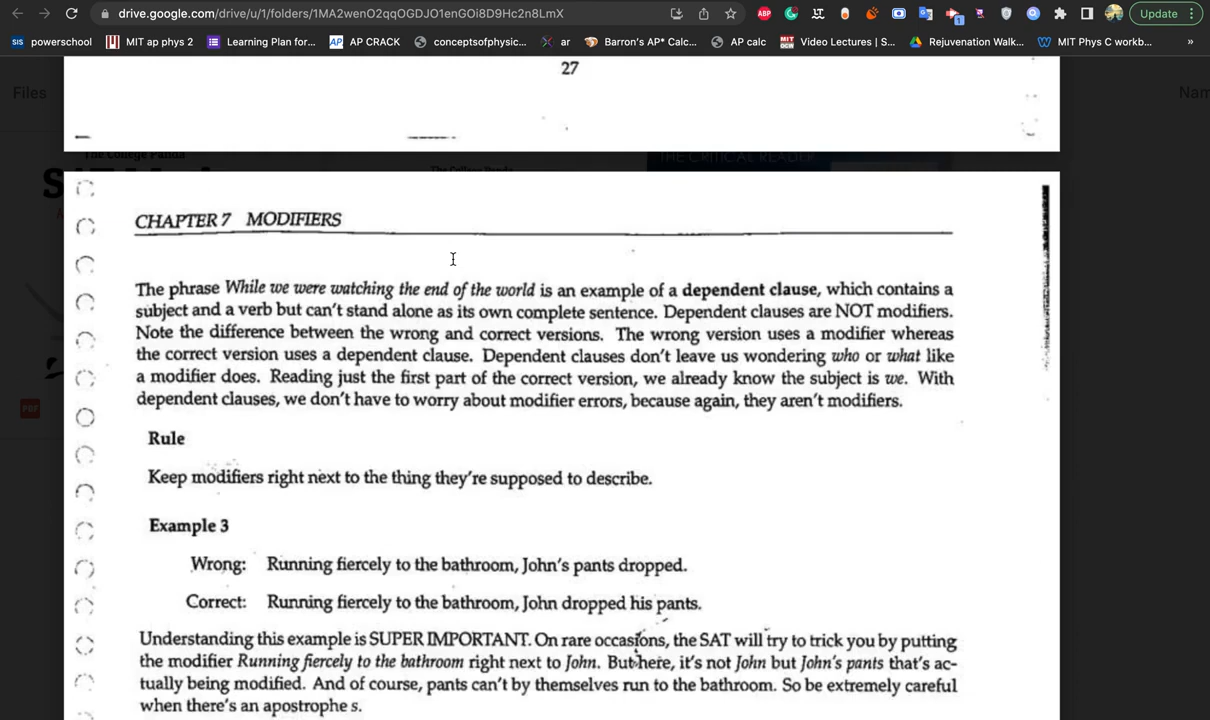 drive.google.com/drive/u/1/folders/1MA2wenO2qqOGDJO1enGOi8D9Hc2n8LmX
Update
powerschool
MIT ap phys 2
Learning Plan for...
AP CRACK
conceptsofphysic...
ar
Barron's AP* Calc...
AP calc
Video Lectures | S...
Rejuvenation Walk...
MIT Phys C workb...
»
27
Files
Nam
The College Panda
THE CRITICAL READER
CHAPTER 7 MODIFIERS
The phrase While we were watching the end of the world is an example of a dependent clause, which contains a
subject and a verb but can't stand alone as its own complete sentence. Dependent clauses are NOT modifiers.
Note the difference between the wrong and correct versions. The wrong version uses a modifier whereas
the correct version uses a dependent clause. Dependent clauses don't leave us wondering who or what like
a modifier does. Reading just the first part of the correct version, we already know the subject is we. With
dependent clauses, we don't have to worry about modifier errors, because again, they aren't modifiers.
Rule
Keep modifiers right next to the thing they're supposed to describe.
Example 3
Wrong: Running fiercely to the bathroom, John's pants dropped.
Correct: Running fiercely to the bathroom, John dropped his pants.
Understanding this example is SUPER IMPORTANT. On rare occasions, the SAT will try to trick you by putting
the modifier Running fiercely to the bathroom right next to John. But here, it's not John but John's pants that's ac-
tually being modified. And of course, pants can't by themselves run to the bathroom. So be extremely careful
when there's an apostrophe s.